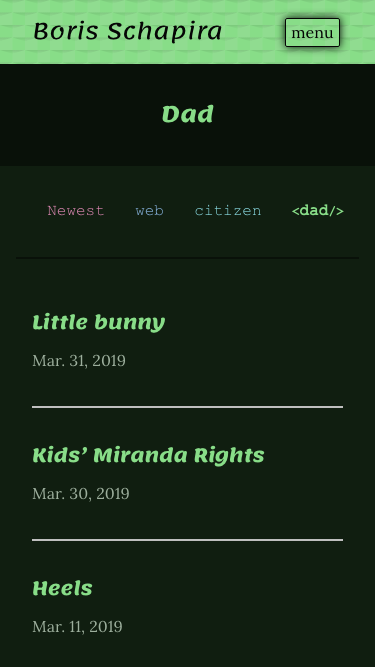 Boris Schapira
menu
Dad
Newest web citizen <dad/>
Little bunny
Mar. 31, 2019
Kids’ Miranda Rights
Mar. 30, 2019
Heels
Mar. 11, 2019